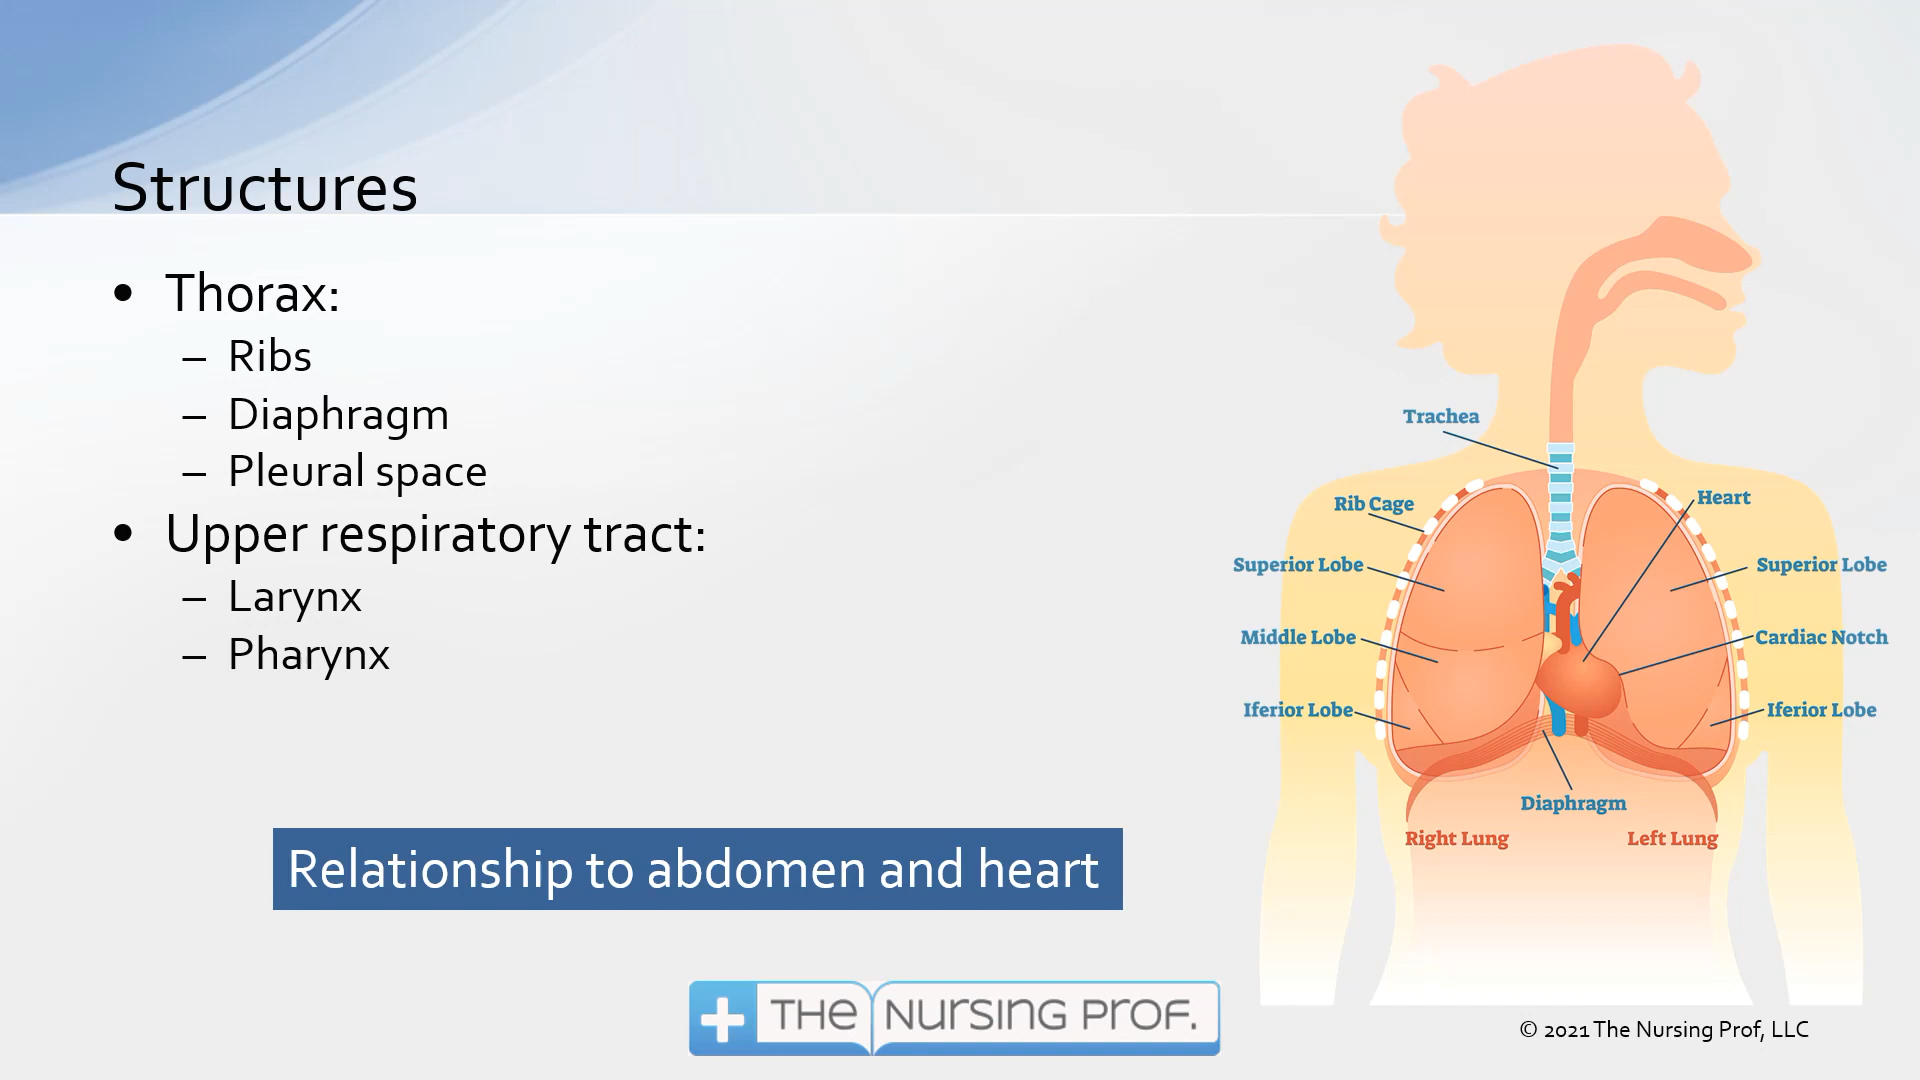 Structures
• Thorax:
– Ribs
– Diaphragm
– Pleural space
• Upper respiratory tract:
– Larynx
– Pharynx
Relationship to abdomen and heart
Trachea
Rib Cage
Heart
Superior Lobe
Superior Lobe
Middle Lobe
Cardiac Notch
Iferior Lobe
Iferior Lobe
Diaphragm
Right Lung
Left Lung
THE NURSING PROF.
© 2021 The Nursing Prof, LLC